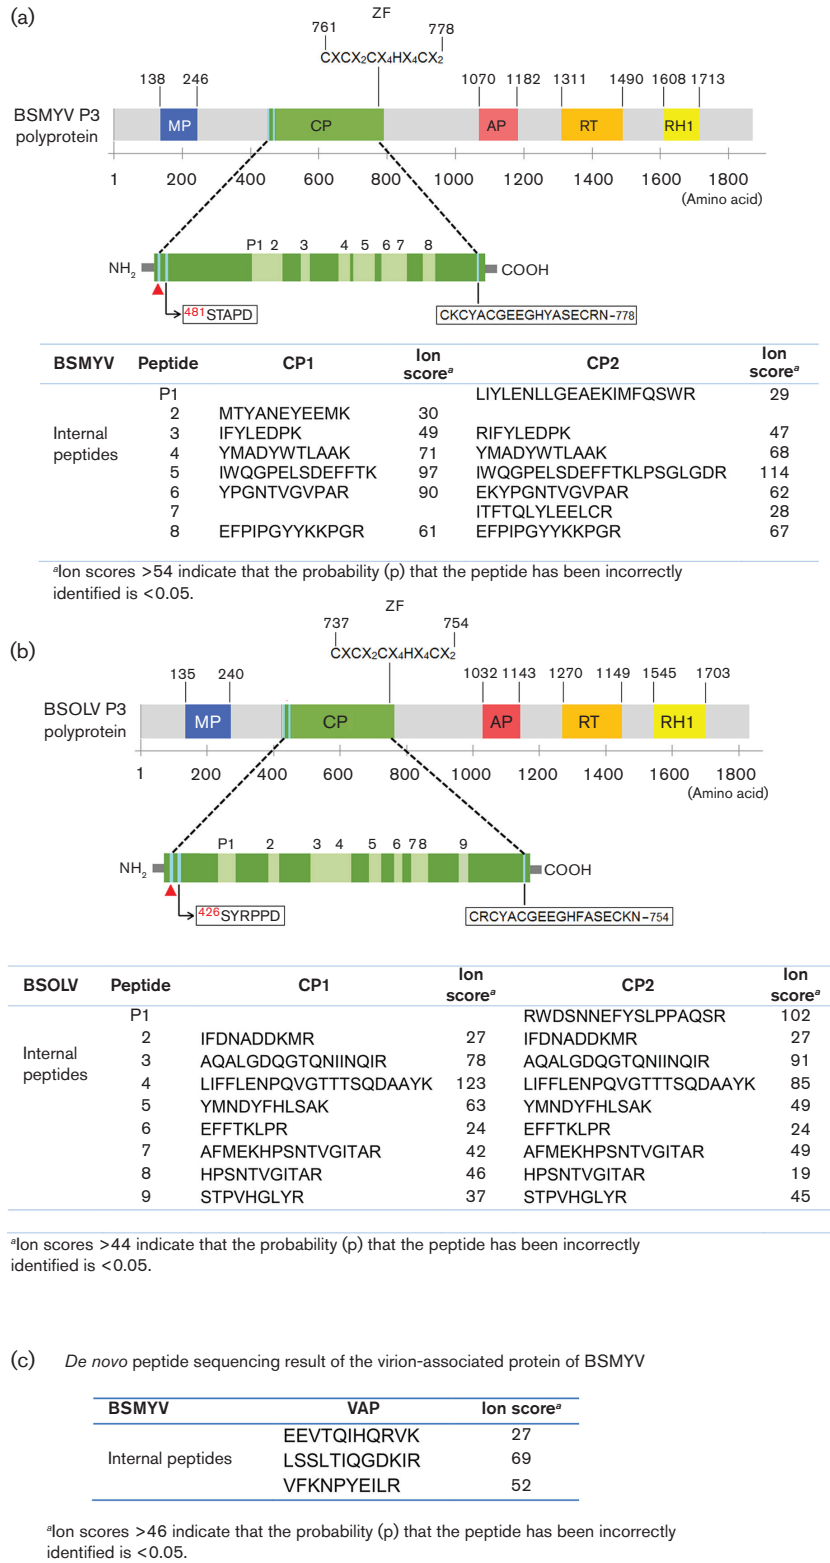 (a)
ZF
761 778
CXCX2CX4HX4CX2
138 246 1070 1182 1311 1490 1608 1713
BSMYV P3 polyprotein
MP CP AP RT RH1
1 200 400 600 800 1000 1200 1400 1600 1800
(Amino acid)
P1 2 3 4 5 6 7 8
NH2 COOH
481STAPD CKCYACGEEGHYASECRN-778
BSMYV Peptide CP1 Ion scorea CP2 Ion scorea
P1 LIYLENLLGEAEKIMFQSWR 29
2 MTYANEYEEMK 30
Internal peptides
3 IFYLEDPK 49 RIFYLEDPK 47
4 YMADYWTLAAK 71 YMADYWTLAAK 68
5 IWQGPELSDEFFTK 97 IWQGPELSDEFFTKLPSGLGDR 114
6 YPGNTVGVPAR 90 EKYPGNTVGVPAR 62
7 ITFTQLYLEELCR 28
8 EFPIPGYYKKPGR 61 EFPIPGYYKKPGR 67
aIon scores >54 indicate that the probability (p) that the peptide has been incorrectly
identified is <0.05.
ZF
(b)
737 754
CXCX2CX4HX4CX2
135 240 1032 1143 1270 1149 1545 1703
BSOLV P3 polyprotein
MP CP AP RT RH1
1 200 400 600 800 1000 1200 1400 1600 1800
(Amino acid)
P1 2 3 4 5 6 7 8 9
NH2 COOH
426SYRPPD CRCYACGEEGHFASECKN-754
BSOLV Peptide CP1 Ion scorea CP2 Ion scorea
P1 RWDSNNEFYSLPPAQSR 102
2 IFDNADDKMR 27 IFDNADDKMR 27
Internal peptides
3 AQALGDQGTQNIINQIR 78 AQALGDQGTQNIINQIR 91
4 LIFFLENPQVGTTTSQDAAYK 123 LIFFLENPQVGTTTSQDAAYK 85
5 YMNDYFHLSAK 63 YMNDYFHLSAK 49
6 EFFTKLPR 24 EFFTKLPR 24
7 AFMEKHPSNTVGITAR 42 AFMEKHPSNTVGITAR 49
8 HPSNTVGITAR 46 HPSNTVGITAR 19
9 STPVHGLYR 37 STPVHGLYR 45
aIon scores >44 indicate that the probability (p) that the peptide has been incorrectly
identified is <0.05.
(c) De novo peptide sequencing result of the virion-associated protein of BSMYV
BSMYV VAP Ion scorea
EEVTQIHQRVK 27
Internal peptides LSSLTIQGDKIR 69
VFKNPYEILR 52
aIon scores >46 indicate that the probability (p) that the peptide has been incorrectly
identified is <0.05.